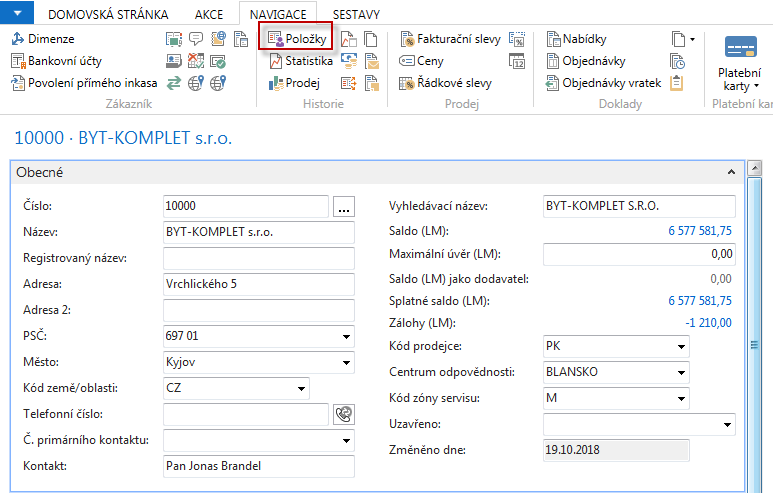 DOMOVSKÁ STRÁNKA AKCE NAVIGACE SESTAVY
Dimenze Položky Fakturační slevy Nabídky
Bankovní účty Statistika Ceny Objednávky
Povolení přímého inkasa Prodej Řádkové slevy Objednávky vratek
Platební karty
Zákazník Historie Prodej Doklady Platební ka
10000 · BYT-KOMPLET s.r.o.
Obecné
Číslo: 10000 ... Vyhledávací název: BYT-KOMPLET S.R.O.
Název: BYT-KOMPLET s.r.o. Saldo (LM): 6 577 581,75
Registrovaný název: Maximální úvěr (LM): 0,00
Adresa: Vrchlického 5 Saldo (LM) jako dodavatel: 0,00
Adresa 2: Splatné saldo (LM): 6 577 581,75
Zálohy (LM): -1 210,00
PSČ: 697 01 Kód prodejce: PK
Město: Kyjov Centrum odpovědnosti: BLANSKO
Kód země/oblasti: CZ Kód zóny servisu: M
Telefonní číslo: Uzavřeno:
Č. primárního kontaktu: Změněno dne: 19.10.2018
Kontakt: Pan Jonas Brandel